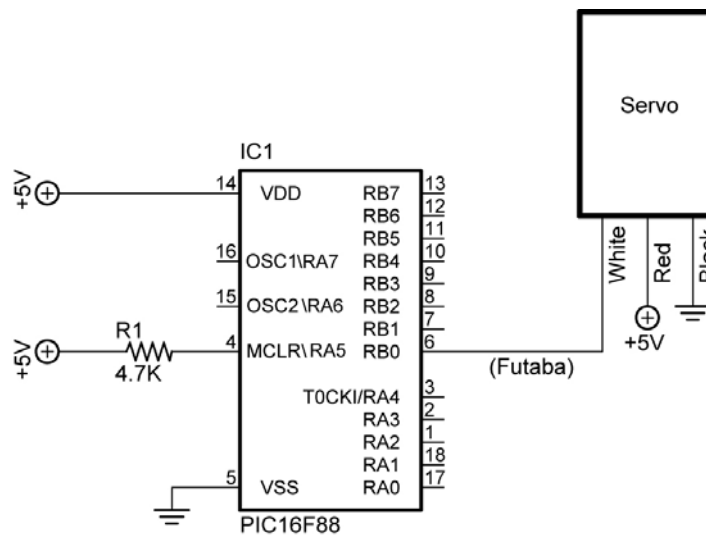 Servo
IC1
+5V
14 VDD RB7 13
RB6 12
RB5 11
16 OSC1\RA7 RB4 10
RB3 9
15 OSC2\RA6 RB2 8
RB1 7
+5V
R1
4.7K
4 MCLR\RA5 RB0 6
(Futaba)
White
Red
Black
+5V
T0CKI/RA4 3
RA3 2
RA2 1
RA1 18
5 VSS RA0 17
PIC16F88